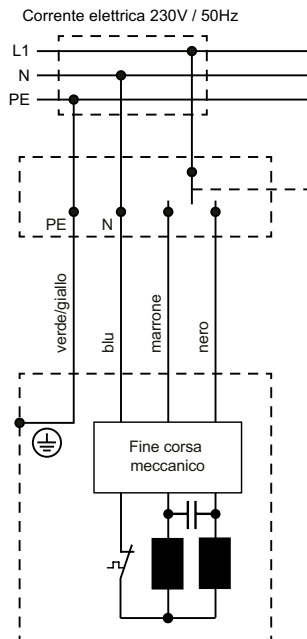 Corrente elettrica 230V / 50Hz
L1
N
PE
PE
N
verde/giallo
blu
marrone
nero
Fine corsa
meccanico